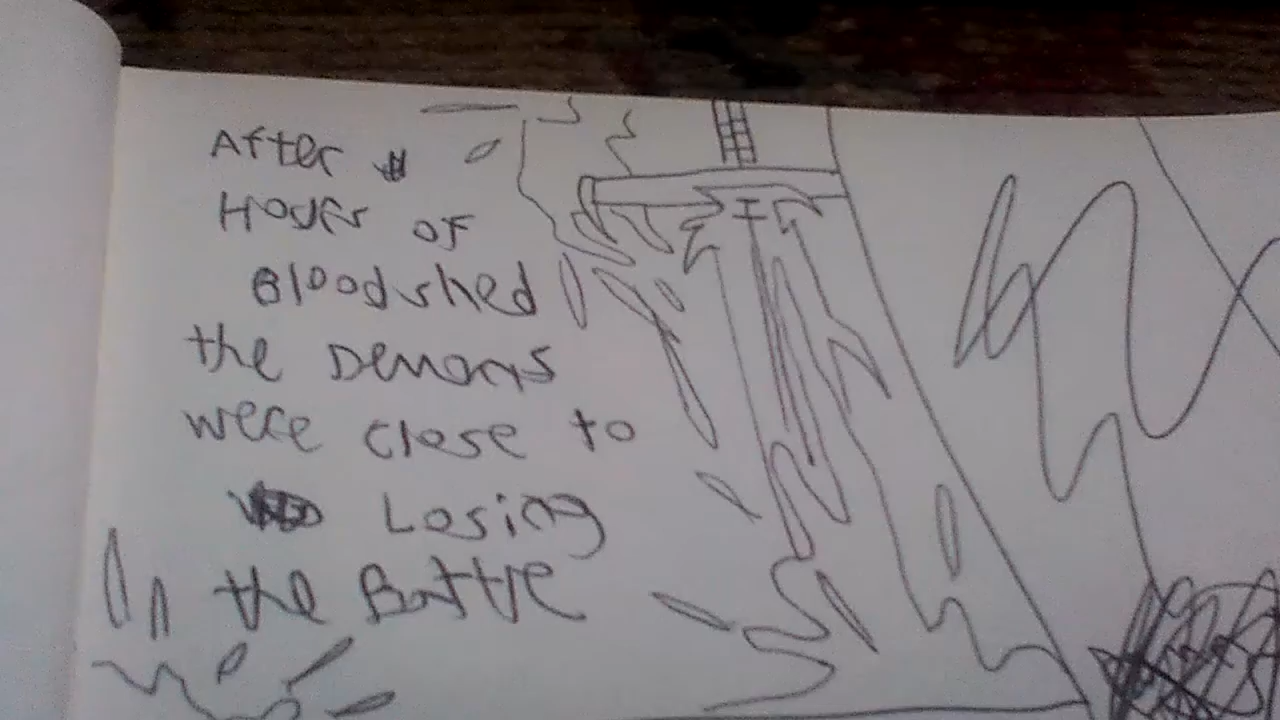 After
Hours of
Bloodshed
the Demons
were close to
Losing
the Battle